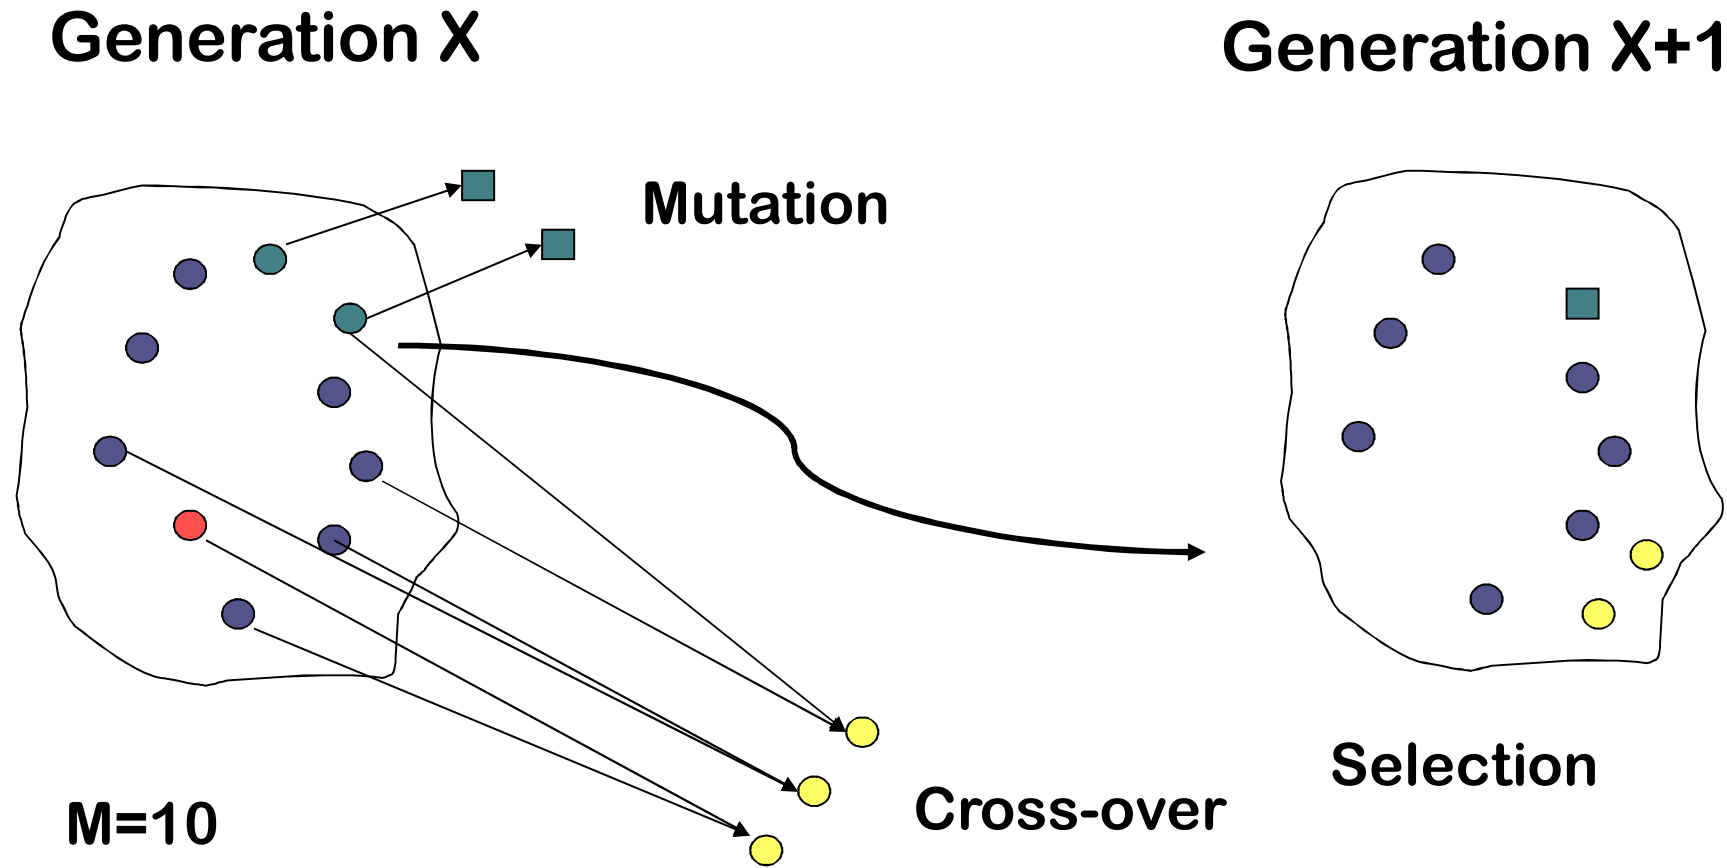 Generation X
Generation X+1
Mutation
Selection
Cross-over
M=10